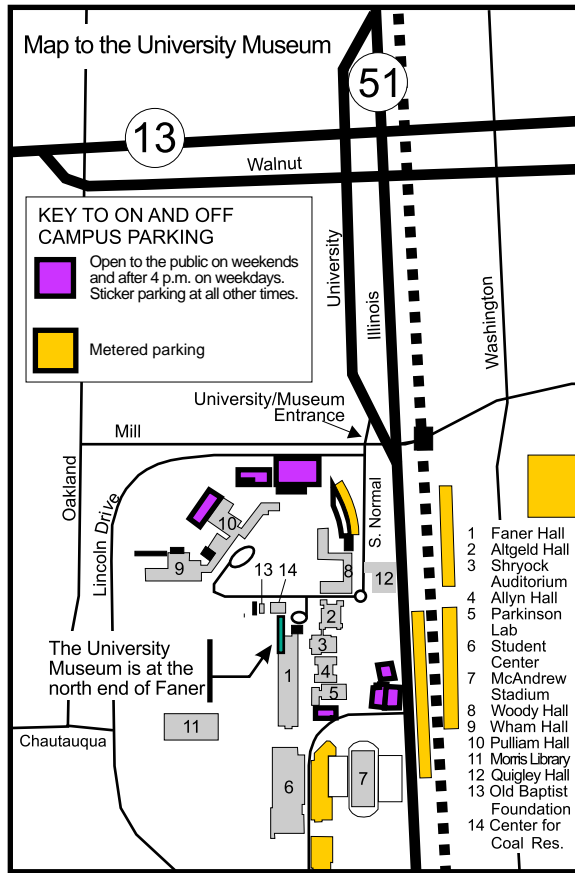 Map to the University Museum
51
13
Walnut
KEY TO ON AND OFF
CAMPUS PARKING
Open to the public on weekends
and after 4 p.m. on weekdays.
Sticker parking at all other times.
Metered parking
University
Illinois
Washington
University/Museum
Entrance
Mill
Oakland
Lincoln Drive
S. Normal
10
9
8
12
13 14
2
3
4
5
1
11
6
7
The University
Museum is at the
north end of Faner
Chautauqua
1 Faner Hall
2 Altgeld Hall
3 Shryock
Auditorium
4 Allyn Hall
5 Parkinson
Lab
6 Student
Center
7 McAndrew
Stadium
8 Woody Hall
9 Wham Hall
10 Pulliam Hall
11 Morris Library
12 Quigley Hall
13 Old Baptist
Foundation
14 Center for
Coal Res.